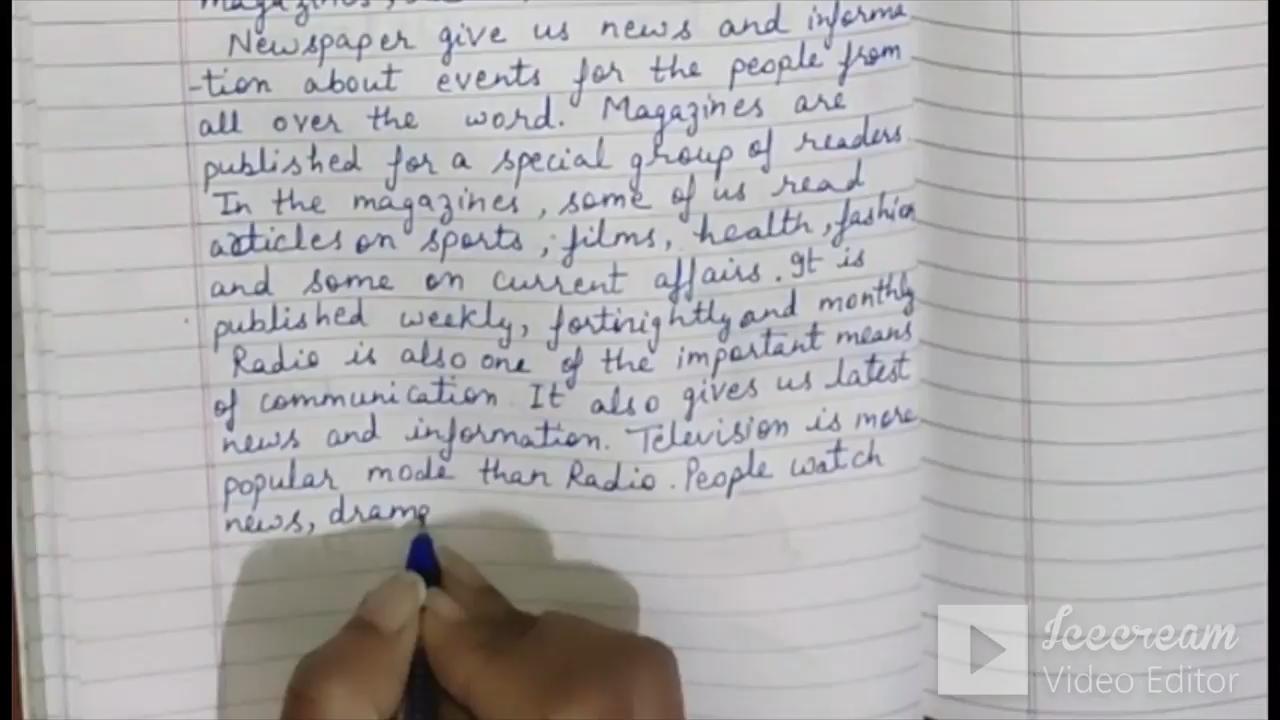 magazines,
Newspaper give us news and informa
-tion about events for the people from
all over the word. Magazines are
published for a special group of readers.
In the magazines, some of us read
articles on sports, films, health, fashion
and some on current affairs. It is
published weekly, fortinightly and monthly
Radio is also one of the important means
of communication. It also gives us latest
news and information. Television is more
popular mode than Radio. People watch
news, drama
Icecream
Video Editor